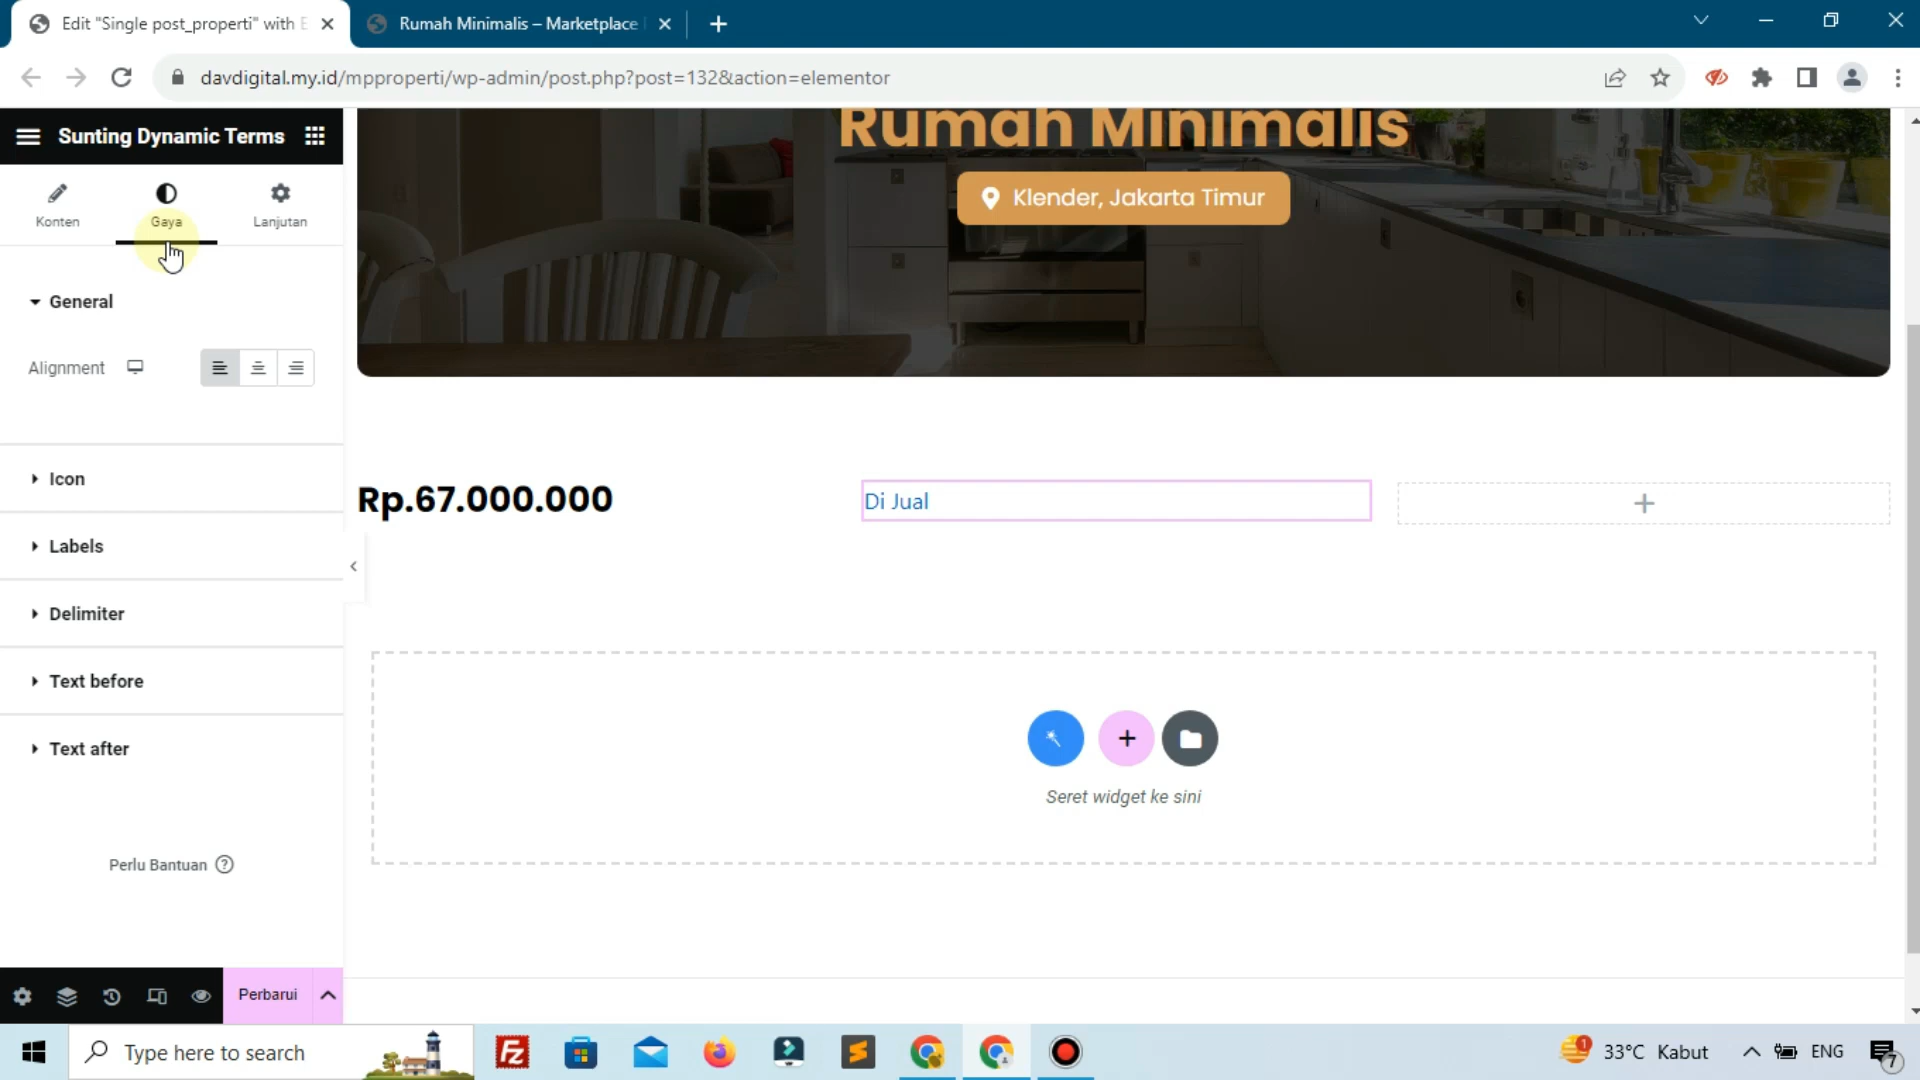 Edit "Single post_properti" with E
Rumah Minimalis – Marketplace
davdigital.my.id/mpproperti/wp-admin/post.php?post=132&action=elementor
Sunting Dynamic Terms
Konten
Gaya
Lanjutan
General
Alignment
Icon
Labels
Delimiter
Text before
Text after
Perlu Bantuan ?
Perbarui
Rumah Minimalis
Klender, Jakarta Timur
Rp.67.000.000
Di Jual
Seret widget ke sini
Type here to search
1
33°C Kabut
ENG
7